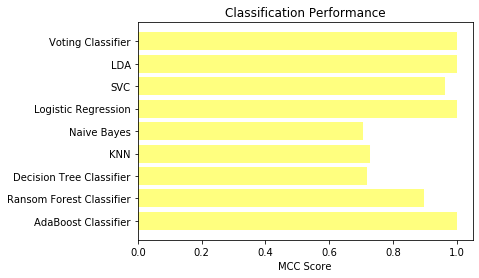 Classification Performance
Voting Classifier
LDA
SVC
Logistic Regression
Naive Bayes
KNN
Decision Tree Classifier
Ransom Forest Classifier
AdaBoost Classifier
0.0 0.2 0.4 0.6 0.8 1.0
MCC Score